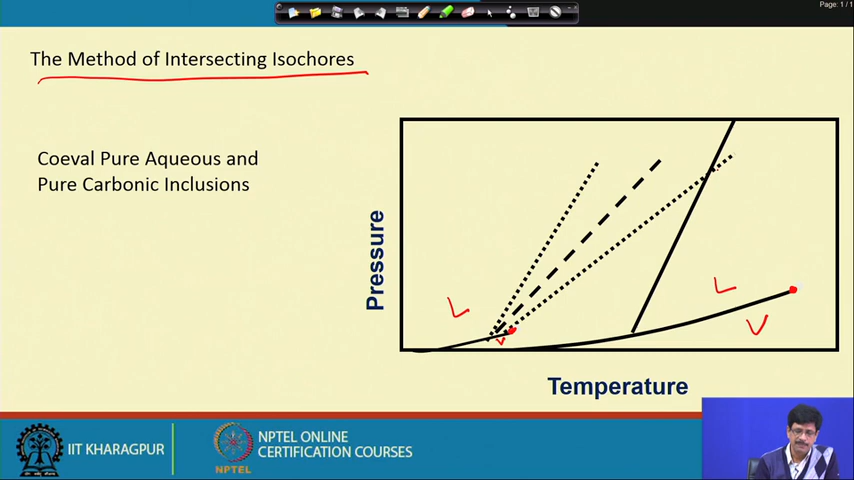 Page: 1 / 1
The Method of Intersecting Isochores
Coeval Pure Aqueous and
Pure Carbonic Inclusions
Pressure
L
V
L
V
Temperature
IIT KHARAGPUR
NPTEL
NPTEL ONLINE
CERTIFICATION COURSES